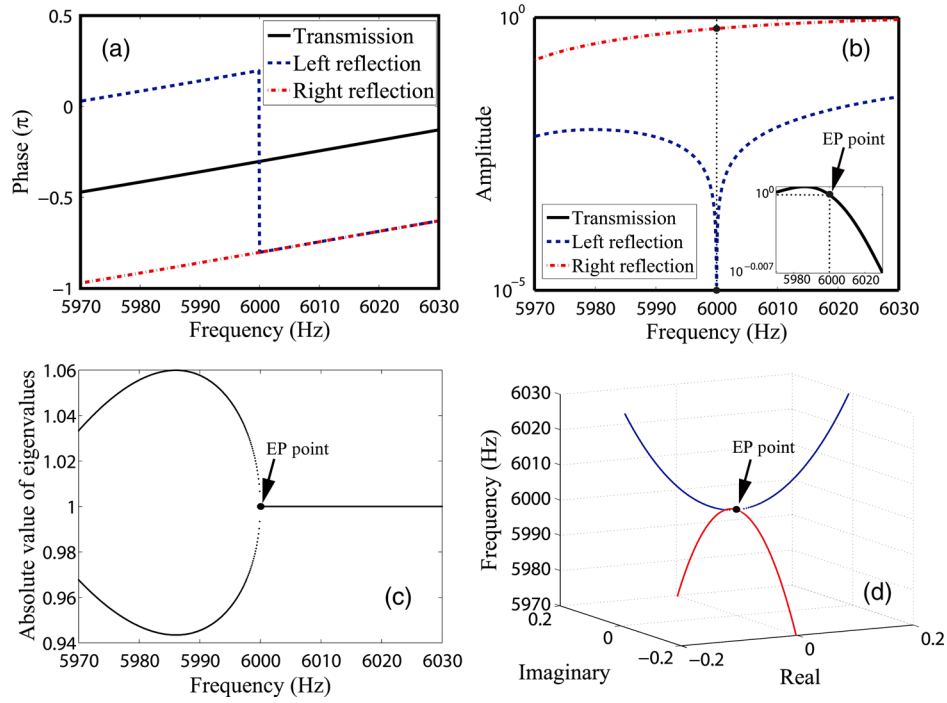 (a)
Transmission
Left reflection
Right reflection
Phase (π)
0.5
0
−0.5
−1
5970 5980 5990 6000 6010 6020 6030
Frequency (Hz)
(b)
Amplitude
10^0
10^−5
EP point
10^0
10^−0.007
5980 6000 6020
Transmission
Left reflection
Right reflection
5970 5980 5990 6000 6010 6020 6030
Frequency (Hz)
Absolute value of eigenvalues
1.06
1.04
1.02
1
0.98
0.96
0.94
EP point
(c)
5970 5980 5990 6000 6010 6020 6030
Frequency (Hz)
Frequency (Hz)
6030
6020
6010
6000
5990
5980
5970
EP point
(d)
0.2
0
−0.2
Imaginary
−0.2
0
0.2
Real